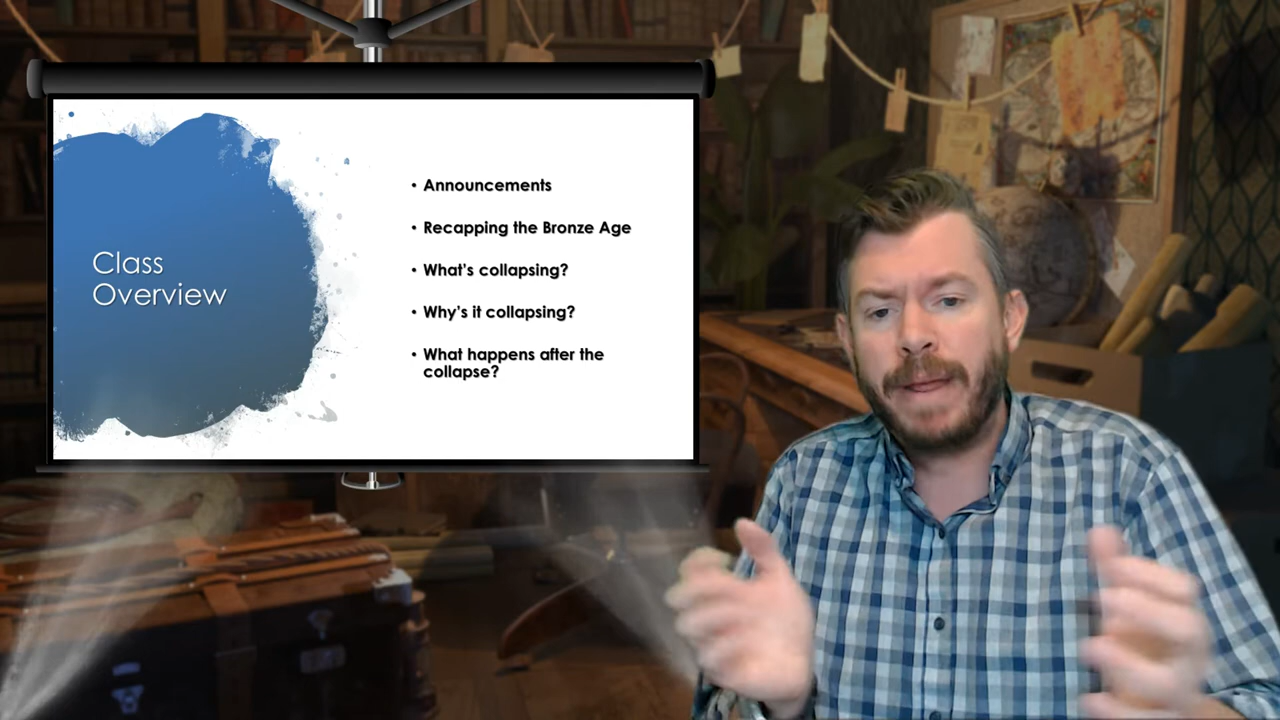 Class
Overview
• Announcements
• Recapping the Bronze Age
• What's collapsing?
• Why's it collapsing?
• What happens after the
collapse?